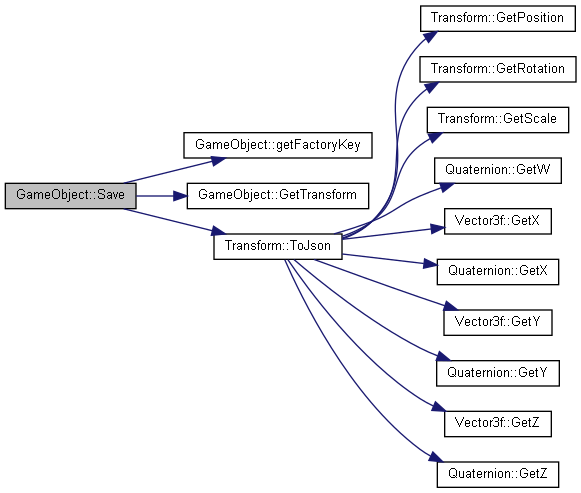 Transform::GetPosition
Transform::GetRotation
Transform::GetScale
GameObject::getFactoryKey
Quaternion::GetW
GameObject::Save
GameObject::GetTransform
Vector3f::GetX
Transform::ToJson
Quaternion::GetX
Vector3f::GetY
Quaternion::GetY
Vector3f::GetZ
Quaternion::GetZ